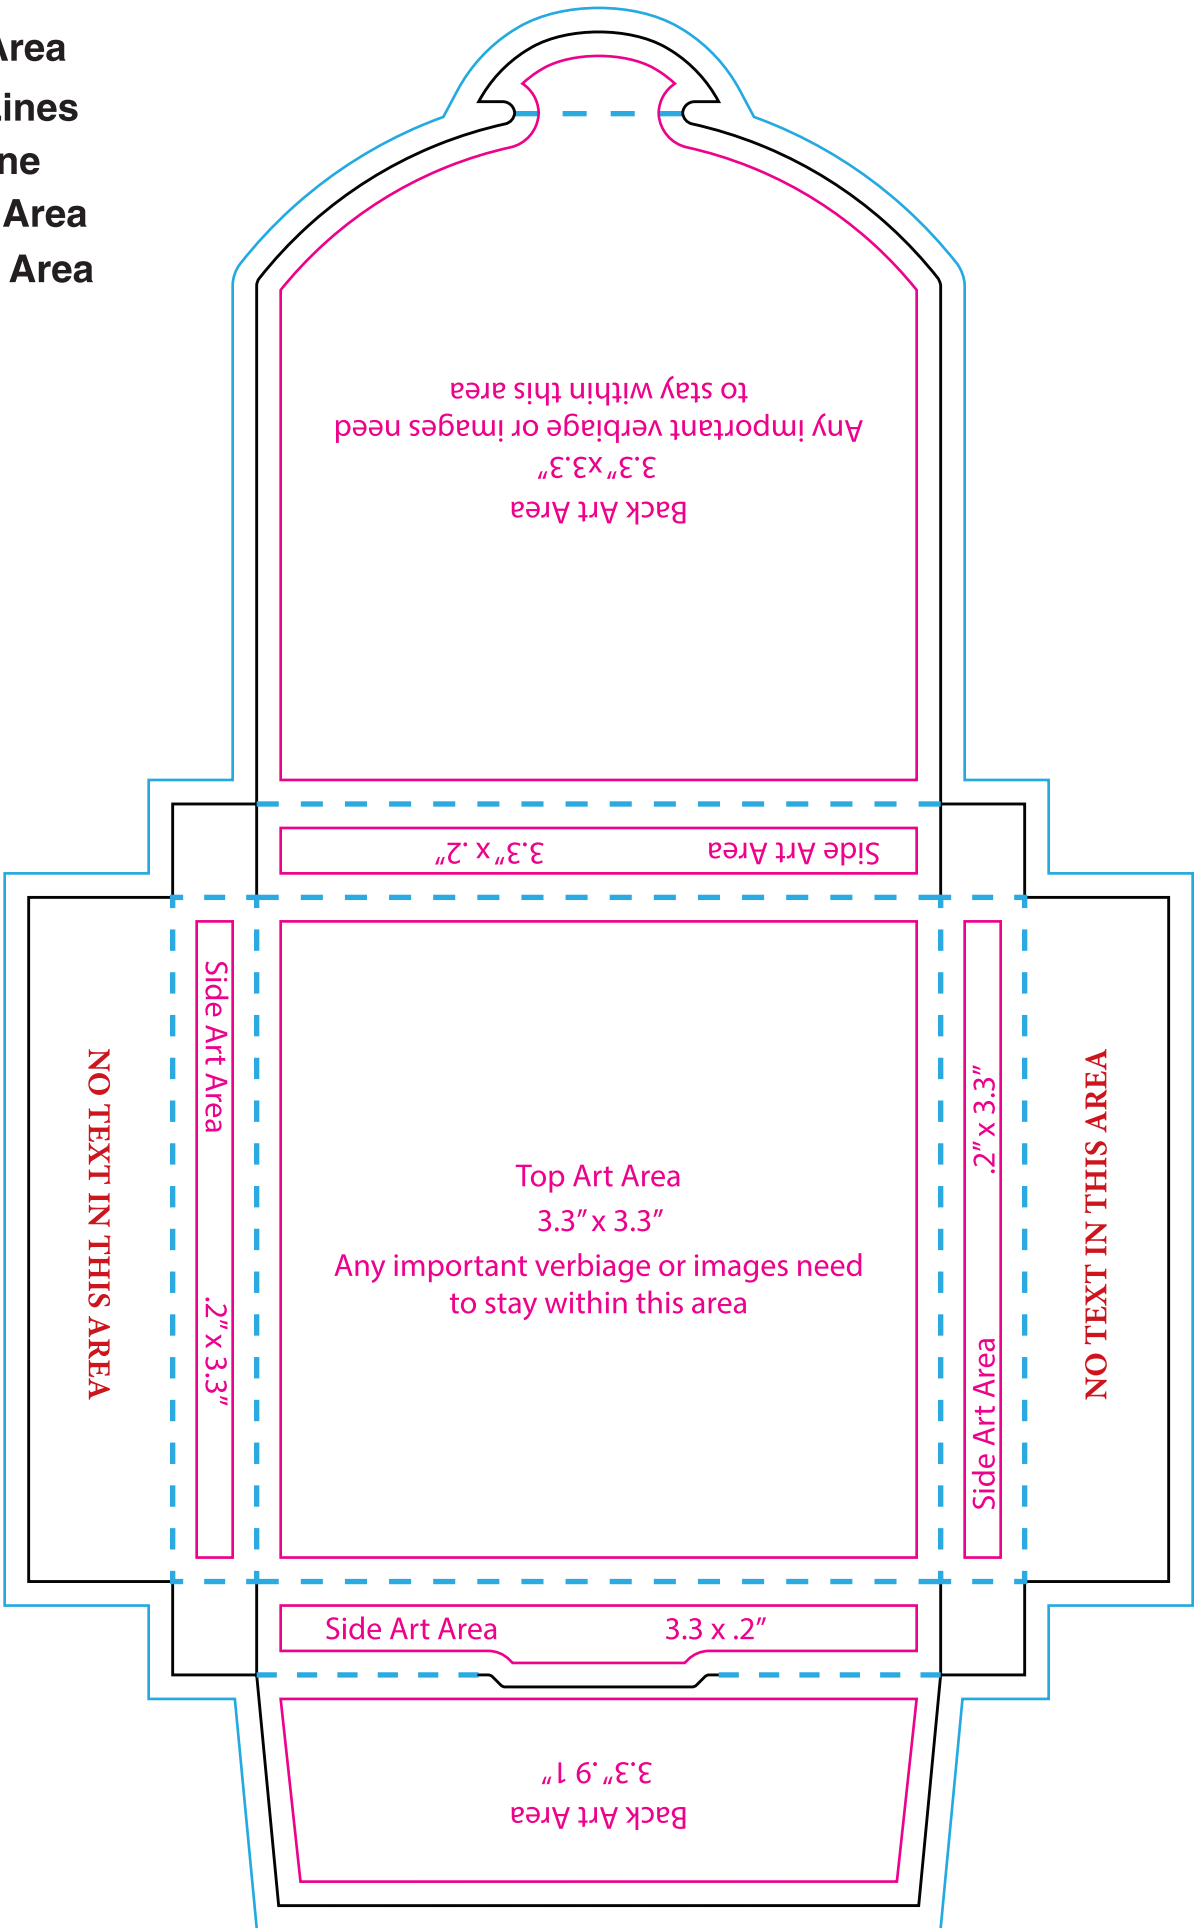 Area
Lines
ne
Area
Area
Back Art Area
3.3”x3.3”
Any important verbiage or images need
to stay within this area
Side Art Area 3.3”x .2”
Side Art Area .2” x 3.3”
NO TEXT IN THIS AREA
Top Art Area
3.3” x 3.3”
Any important verbiage or images need
to stay within this area
Side Art Area .2” x 3.3”
NO TEXT IN THIS AREA
Side Art Area 3.3 x .2”
Back Art Area
3.3” .9 1”